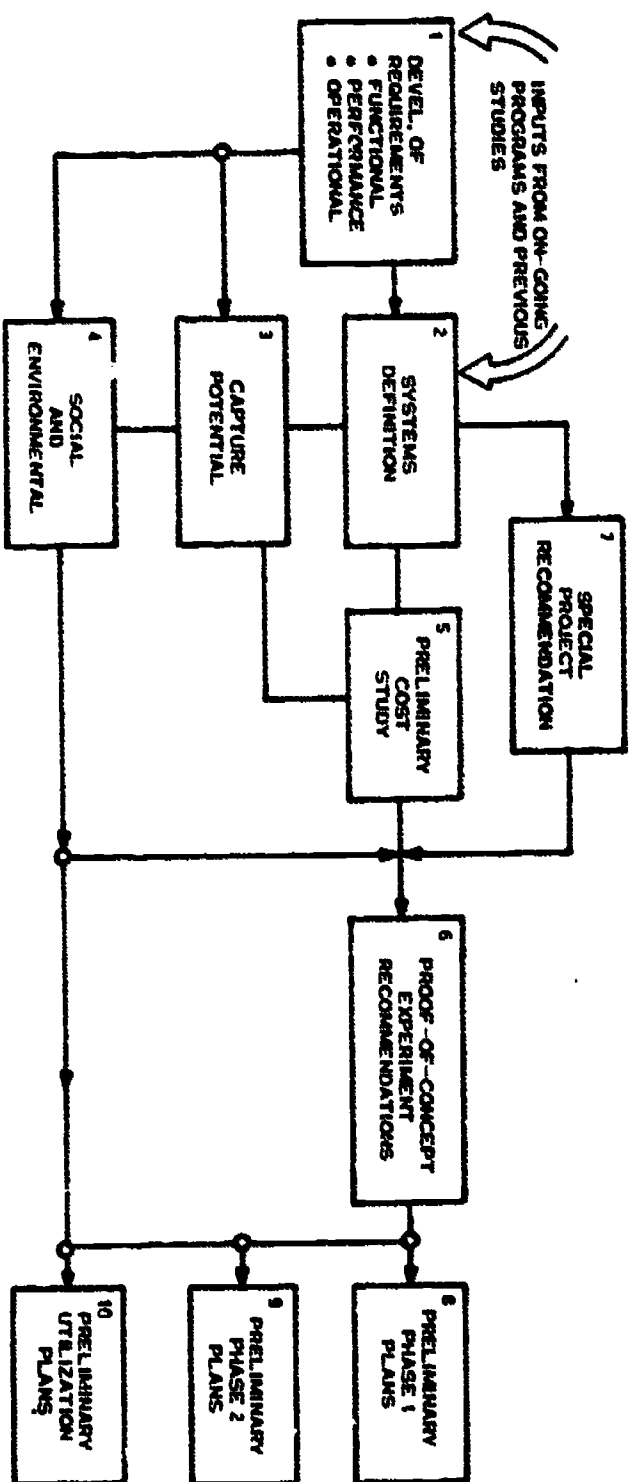 INPUTS FROM ON-GOING
PROGRAMS AND PREVIOUS
STUDIES
1
DEVEL. OF
REQUIREMENTS
• FUNCTIONAL
• PERFORMANCE
• OPERATIONAL
2
SYSTEMS
DEFINITION
3
CAPTURE
POTENTIAL
4
SOCIAL
AND
ENVIRONMENTAL
7
SPECIAL
PROJECT
RECOMMENDATION
5
PRELIMINARY
COST
STUDY
6
PROOF-OF-CONCEPT
EXPERIMENT
RECOMMENDATIONS
8
PRELIMINARY
PHASE 1
PLANS
9
PRELIMINARY
PHASE 2
PLANS
10
PRELIMINARY
UTILIZATION
PLANS